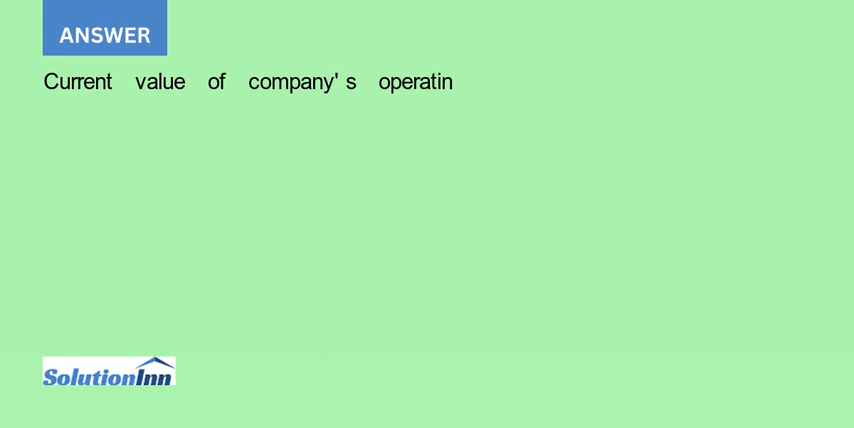 ANSWER
Current value of company' s operatin
SolutionInn